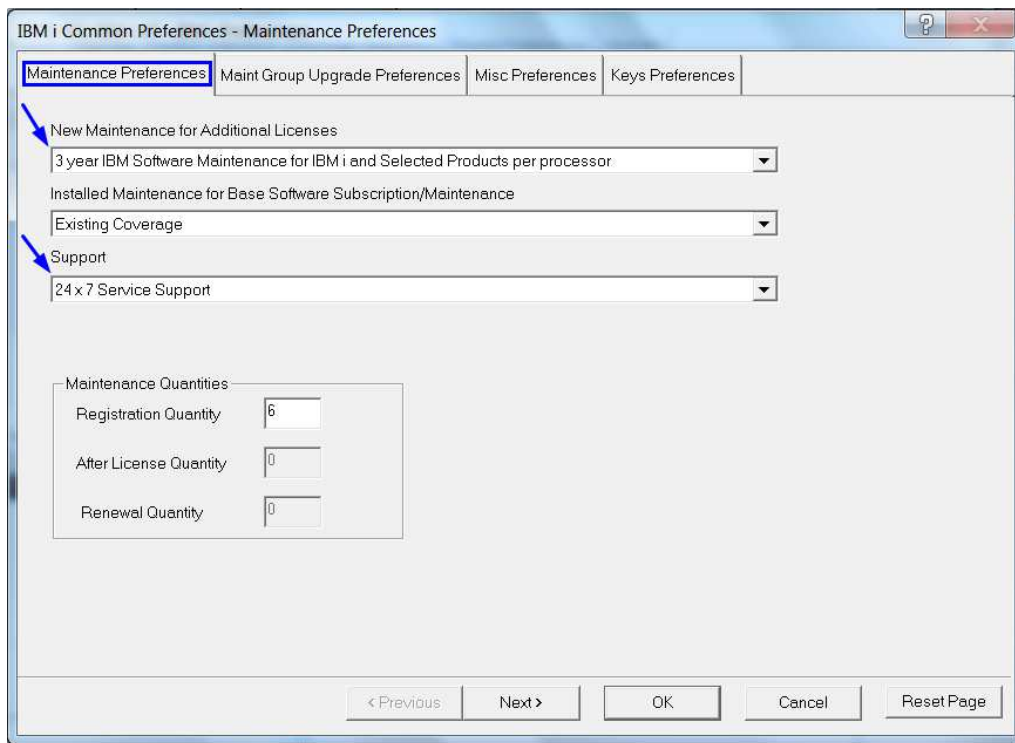 IBM i Common Preferences - Maintenance Preferences
Maintenance Preferences Maint Group Upgrade Preferences Misc Preferences Keys Preferences
New Maintenance for Additional Licenses
3 year IBM Software Maintenance for IBM i and Selected Products per processor
Installed Maintenance for Base Software Subscription/Maintenance
Existing Coverage
Support
24 x 7 Service Support
Maintenance Quantities
Registration Quantity 6
After License Quantity 0
Renewal Quantity 0
< Previous Next > OK Cancel Reset Page